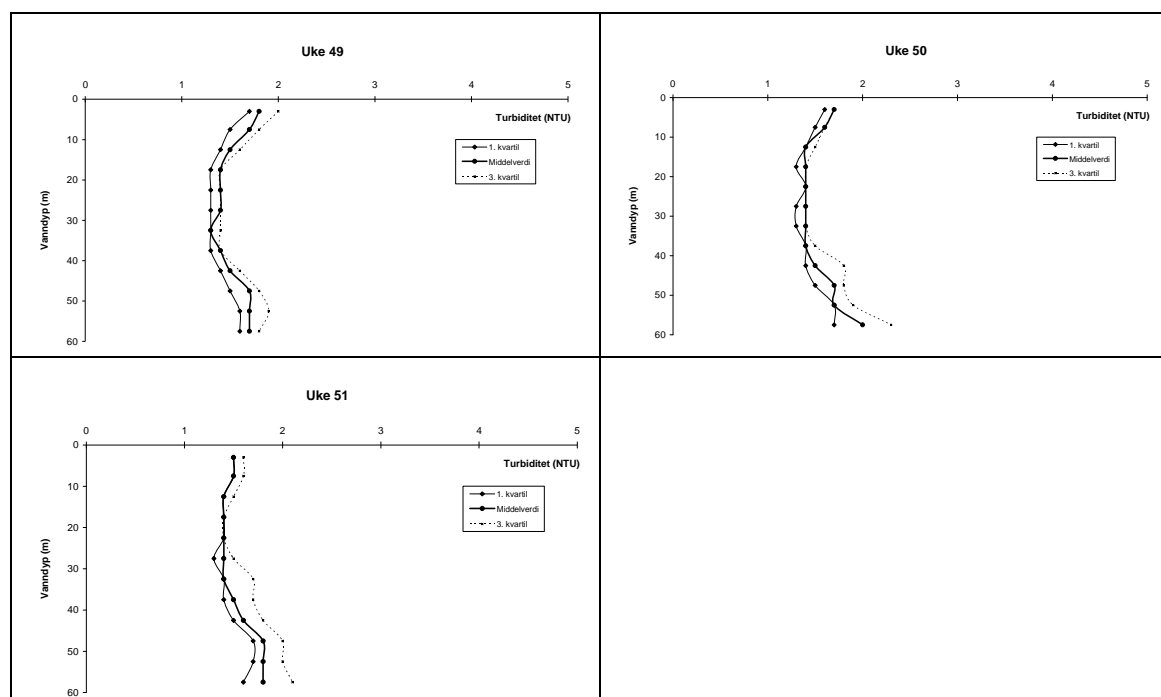 Uke 49
0 1 2 3 4 5
0
10
20
30
40
50
60
Vanndyp (m)
Turbiditet (NTU)
1. kvartil
Middelverdi
3. kvartil
Uke 50
0 1 2 3 4 5
0
10
20
30
40
50
60
Vanndyp (m)
Turbiditet (NTU)
1. kvartil
Middelverdi
3. kvartil
Uke 51
0 1 2 3 4 5
0
10
20
30
40
50
60
Vanndyp (m)
Turbiditet (NTU)
1. kvartil
Middelverdi
3. kvartil